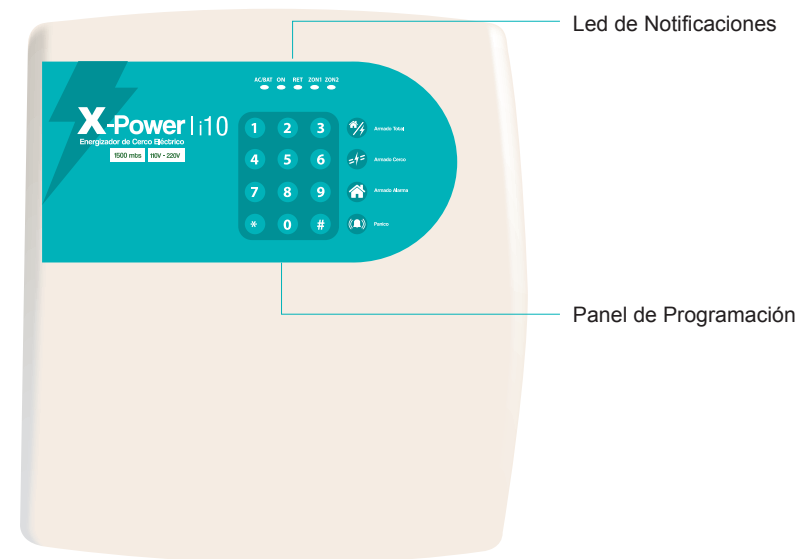 Led de Notificaciones
AC/BAT ON RET ZON1 ZON2
X-Power i10
Energizador de Cerco Eléctrico
1500 mts 110V - 220V
1 2 3 Armado Total
4 5 6 Armado Cerco
7 8 9 Armado Alarma
* 0 # Panico
Panel de Programación